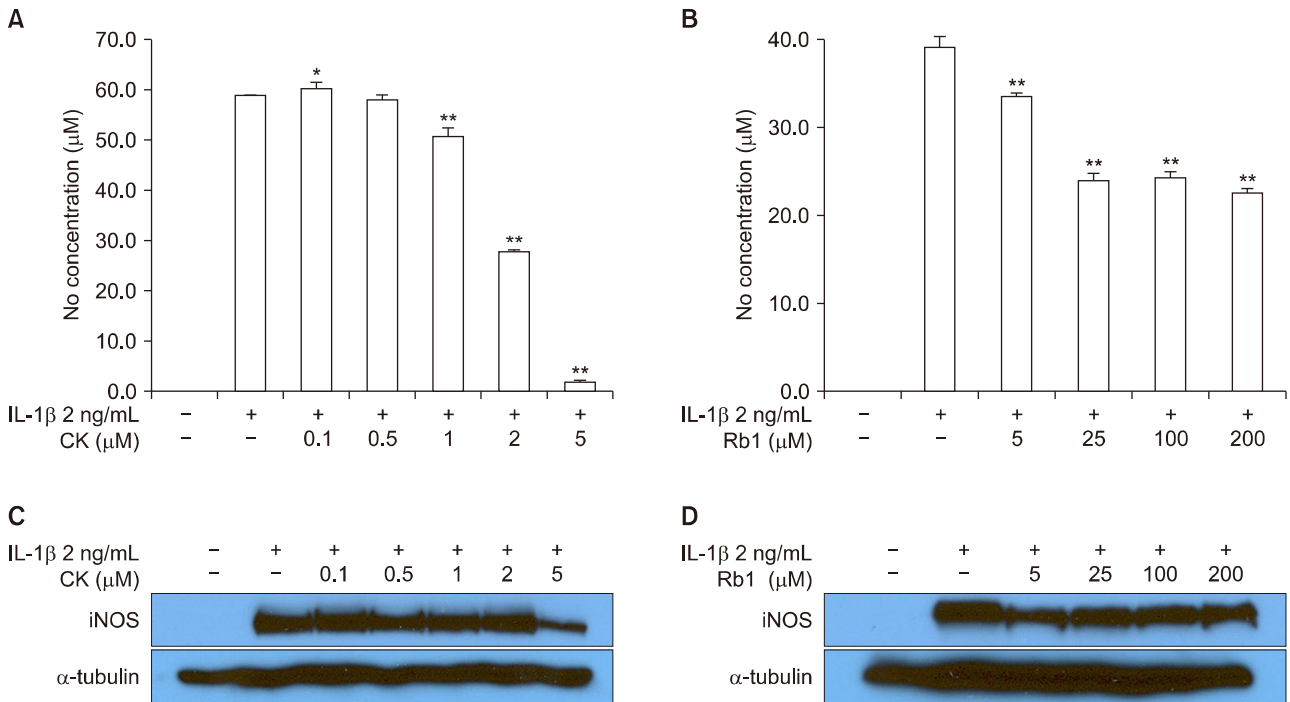 A
70.0
60.0
50.0
40.0
30.0
20.0
10.0
0.0
No concentration (μM)
*
**
**
**
IL-1β 2 ng/mL – + + + + + +
CK (μM) – – 0.1 0.5 1 2 5
B
40.0
30.0
20.0
10.0
0.0
No concentration (μM)
**
**
**
**
IL-1β 2 ng/mL – + + + + +
Rb1 (μM) – – 5 25 100 200
C
IL-1β 2 ng/mL – + + + + + +
CK (μM) – – 0.1 0.5 1 2 5
iNOS
α-tubulin
D
IL-1β 2 ng/mL – + + + + +
Rb1 (μM) – – 5 25 100 200
iNOS
α-tubulin